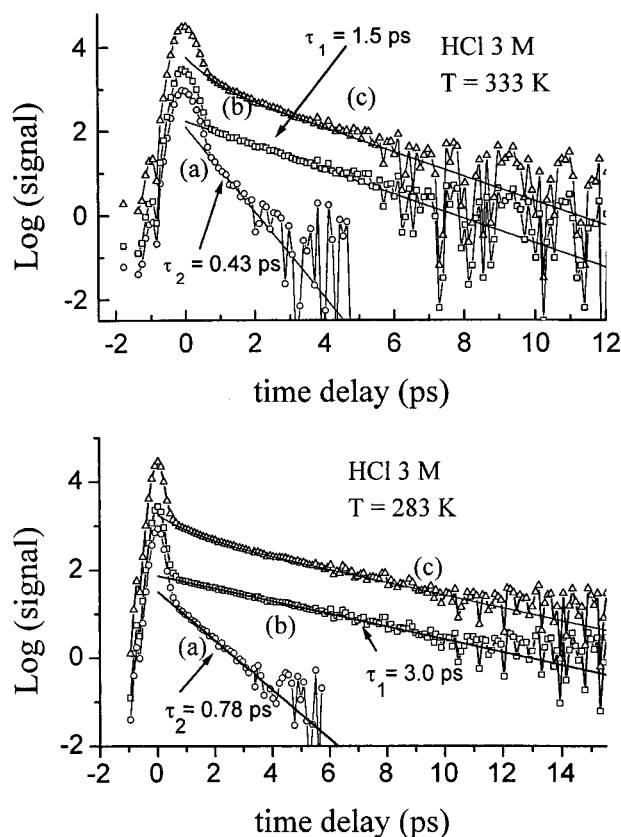 Log (signal)
4
2
0
-2
τ1 = 1.5 ps
HCl 3 M
T = 333 K
(b)
(c)
(a)
τ2 = 0.43 ps
-2 0 2 4 6 8 10 12
time delay (ps)
Log (signal)
4
2
0
-2
HCl 3 M
T = 283 K
(c)
(b)
(a)
τ1 = 3.0 ps
τ2 = 0.78 ps
-2 0 2 4 6 8 10 12 14
time delay (ps)